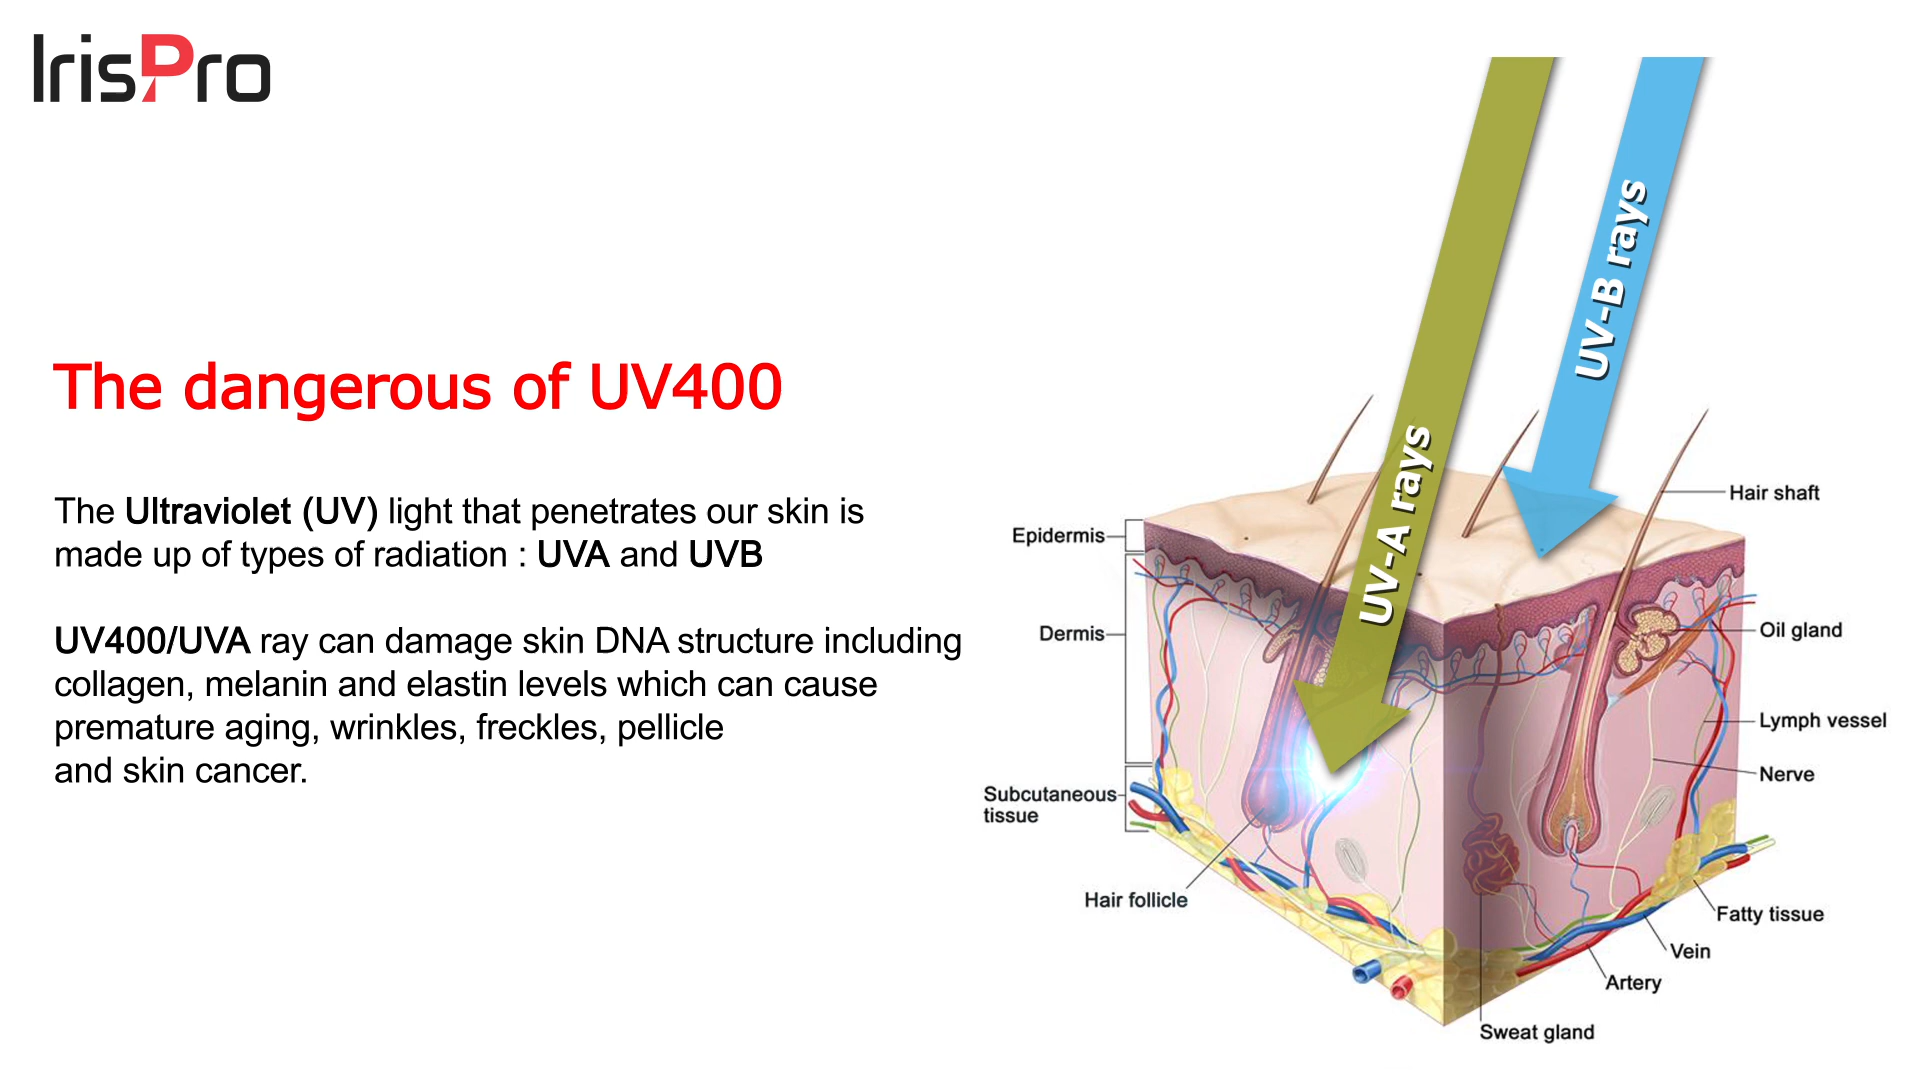 IrisPro
UV-B rays
The dangerous of UV400
UV-A rays
The Ultraviolet (UV) light that penetrates our skin is
made up of types of radiation : UVA and UVB
UV400/UVA ray can damage skin DNA structure including
collagen, melanin and elastin levels which can cause
premature aging, wrinkles, freckles, pellicle
and skin cancer.
Epidermis
Dermis
Subcutaneous
tissue
Hair follicle
Hair shaft
Oil gland
Lymph vessel
Nerve
Fatty tissue
Vein
Artery
Sweat gland